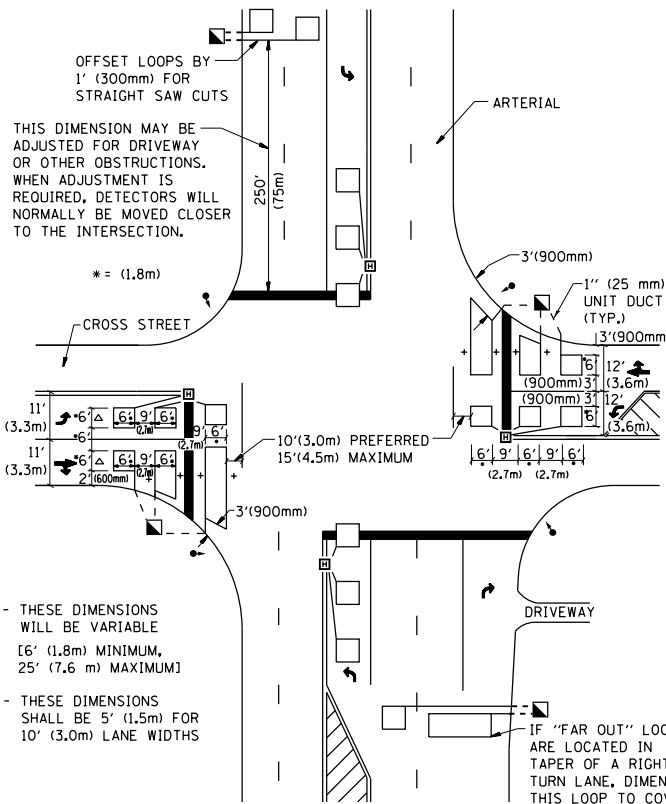 OFFSET LOOPS BY
1' (300mm) FOR
STRAIGHT SAW CUTS
ARTERIAL
THIS DIMENSION MAY BE
ADJUSTED FOR DRIVEWAY
OR OTHER OBSTRUCTIONS.
WHEN ADJUSTMENT IS
REQUIRED, DETECTORS WILL
NORMALLY BE MOVED CLOSER
TO THE INTERSECTION.
250'
(75m)
* = (1.8m)
H
3'(900mm)
1" (25 mm)
UNIT DUCT
(TYP.)
CROSS STREET
3'(900mm
6'
12'
(3.6m)
(900mm) 3'
(900mm) 3'
12'
6'
(3.6m)
H
6' 9' 6' 9' 6'
(2.7m) (2.7m)
H
11'
(3.3m)
*6'
6' 9' 6'
(2.7m)
*6'
9' 6'
(2.7m)
11'
(3.3m)
*6'
6' 9' 6'
(2.7m)
2' (600mm)
10'(3.0m) PREFERRED
15'(4.5m) MAXIMUM
3'(900mm)
H
- THESE DIMENSIONS
WILL BE VARIABLE
[6' (1.8m) MINIMUM,
25' (7.6 m) MAXIMUM]
- THESE DIMENSIONS
SHALL BE 5' (1.5m) FOR
10' (3.0m) LANE WIDTHS
DRIVEWAY
IF "FAR OUT" LOO
ARE LOCATED IN
TAPER OF A RIGHT
TURN LANE, DIMEN
THIS LOOP TO COV